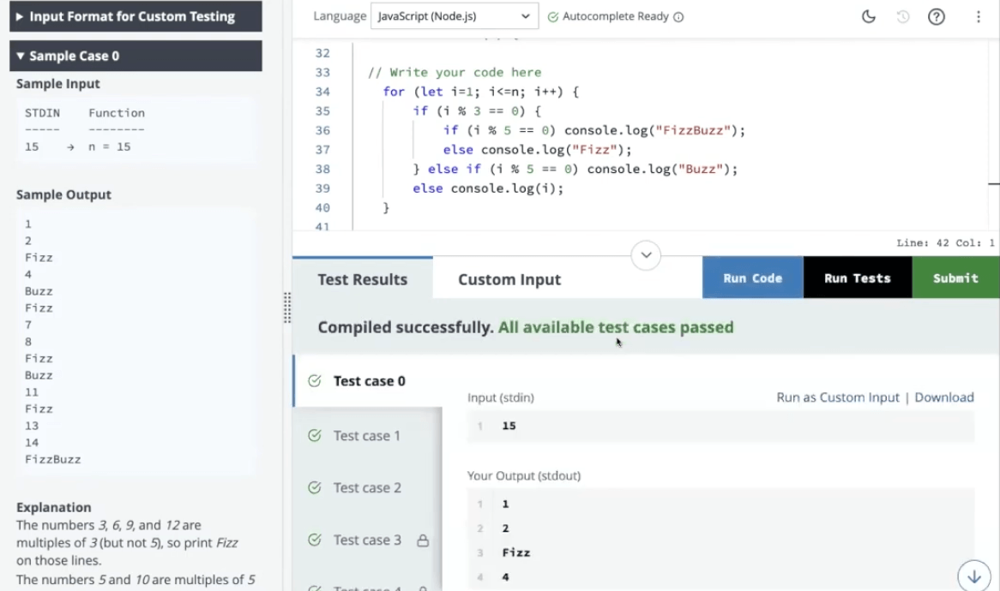 ▶ Input Format for Custom Testing
▼ Sample Case 0
Sample Input
STDIN Function
----- --------
15 → n = 15
Sample Output
1
2
Fizz
4
Buzz
Fizz
7
8
Fizz
Buzz
11
Fizz
13
14
FizzBuzz
Explanation
The numbers 3, 6, 9, and 12 are
multiples of 3 (but not 5), so print Fizz
on those lines.
The numbers 5 and 10 are multiples of 5
Language JavaScript (Node.js) Autocomplete Ready
32
33 // Write your code here
34 for (let i=1; i<=n; i++) {
35 if (i % 3 == 0) {
36 if (i % 5 == 0) console.log("FizzBuzz");
37 else console.log("Fizz");
38 } else if (i % 5 == 0) console.log("Buzz");
39 else console.log(i);
40 }
41
Line: 42 Col: 1
Test Results Custom Input Run Code Run Tests Submit
Compiled successfully. All available test cases passed
Test case 0
Test case 1
Test case 2
Test case 3
Input (stdin) Run as Custom Input | Download
1 15
Your Output (stdout)
1 1
2 2
3 Fizz
4 4